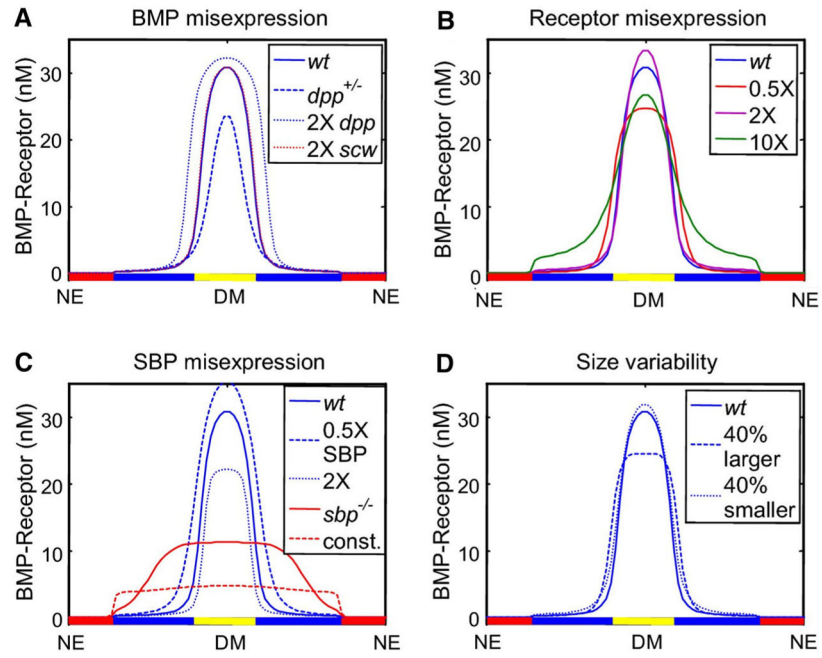 A
BMP misexpression
BMP-Receptor (nM)
30
20
10
0
wt
dpp+/-
2X dpp
2X scw
NE
DM
NE
B
Receptor misexpression
BMP-Receptor (nM)
30
20
10
0
wt
0.5X
2X
10X
NE
DM
NE
C
SBP misexpression
BMP-Receptor (nM)
30
20
10
0
wt
0.5X
SBP
2X
sbp-/-
const.
NE
DM
NE
D
Size variability
BMP-Receptor (nM)
30
20
10
0
wt
40%
larger
40%
smaller
NE
DM
NE